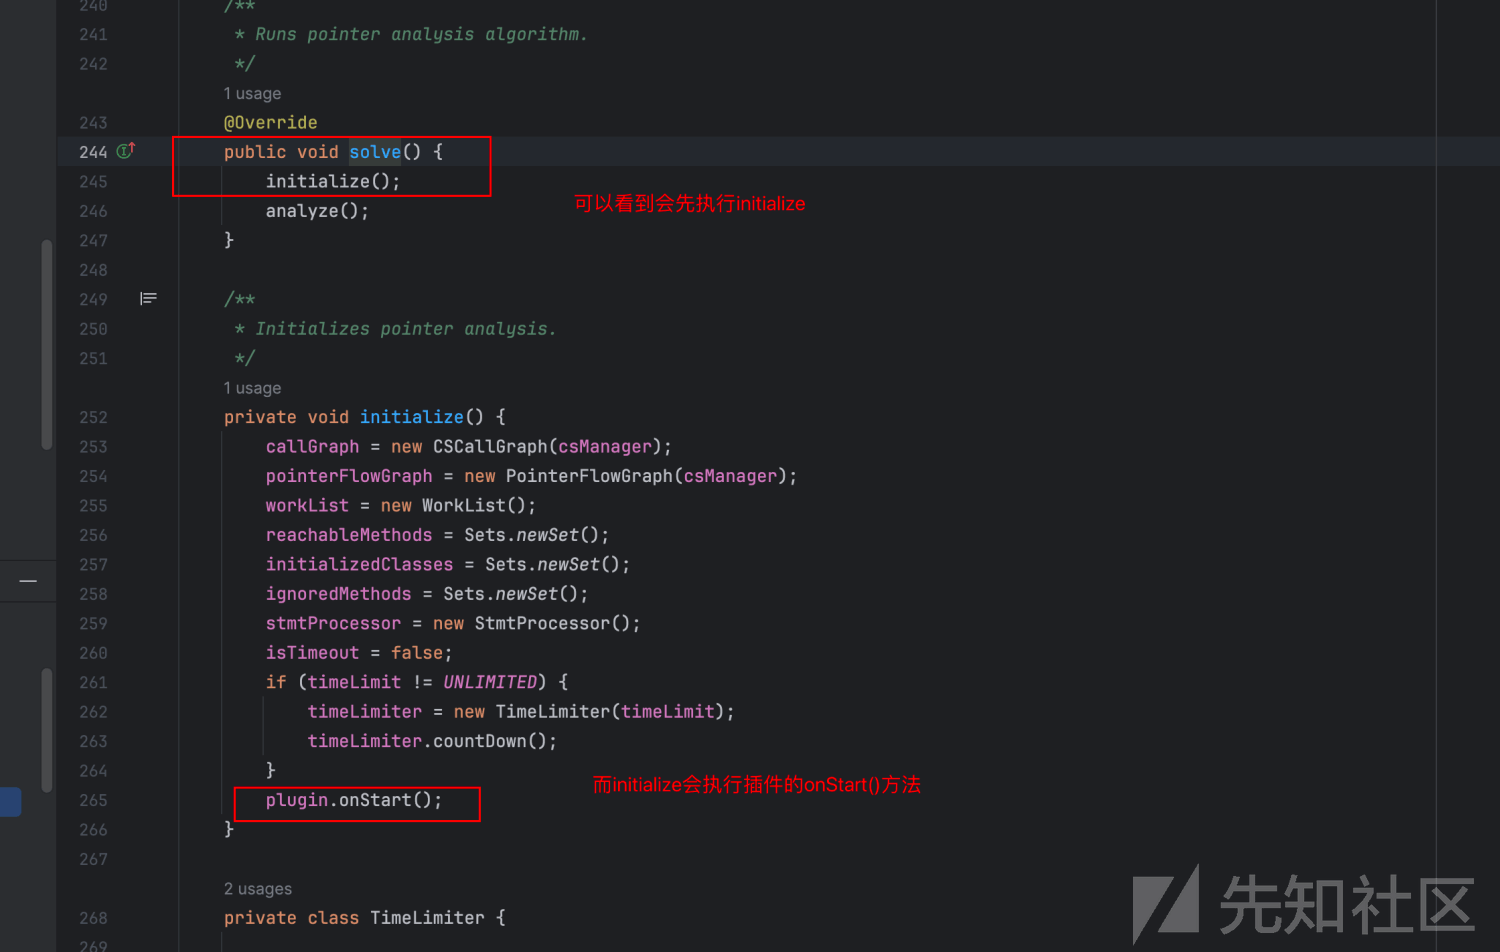 240 /**
241 * Runs pointer analysis algorithm.
242 */
1 usage
243 @Override
244 public void solve() {
245 initialize();
可以看到会先执行initialize
246 analyze();
247 }
248
249 /**
250 * Initializes pointer analysis.
251 */
1 usage
252 private void initialize() {
253 callGraph = new CSCallGraph(csManager);
254 pointerFlowGraph = new PointerFlowGraph(csManager);
255 workList = new WorkList();
256 reachableMethods = Sets.newSet();
257 initializedClasses = Sets.newSet();
258 ignoredMethods = Sets.newSet();
259 stmtProcessor = new StmtProcessor();
260 isTimeout = false;
261 if (timeLimit != UNLIMITED) {
262 timeLimiter = new TimeLimiter(timeLimit);
263 timeLimiter.countDown();
264 }
而initialize会执行插件的onStart()方法
265 plugin.onStart();
266 }
267
2 usages
268 private class TimeLimiter {
269
先知社区